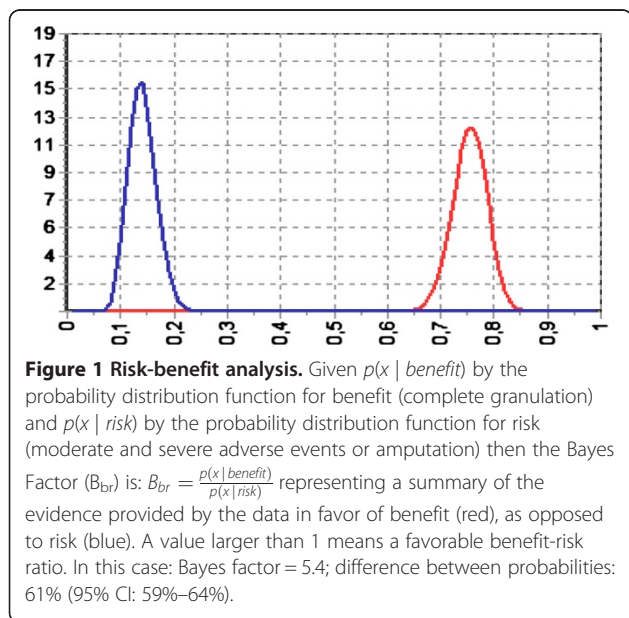 19
17
15
13
11
9
7
6
4
2
0
0,1
0,2
0,3
0,4
0,5
0,6
0,7
0,8
0,9
1
Figure 1 Risk-benefit analysis. Given p(x | benefit) by the
probability distribution function for benefit (complete granulation)
and p(x | risk) by the probability distribution function for risk
(moderate and severe adverse events or amputation) then the Bayes
Factor (B_br) is: B_br = p(x | benefit) / p(x | risk) representing a summary of the
evidence provided by the data in favor of benefit (red), as opposed
to risk (blue). A value larger than 1 means a favorable benefit-risk
ratio. In this case: Bayes factor = 5.4; difference between probabilities:
61% (95% CI: 59%–64%).